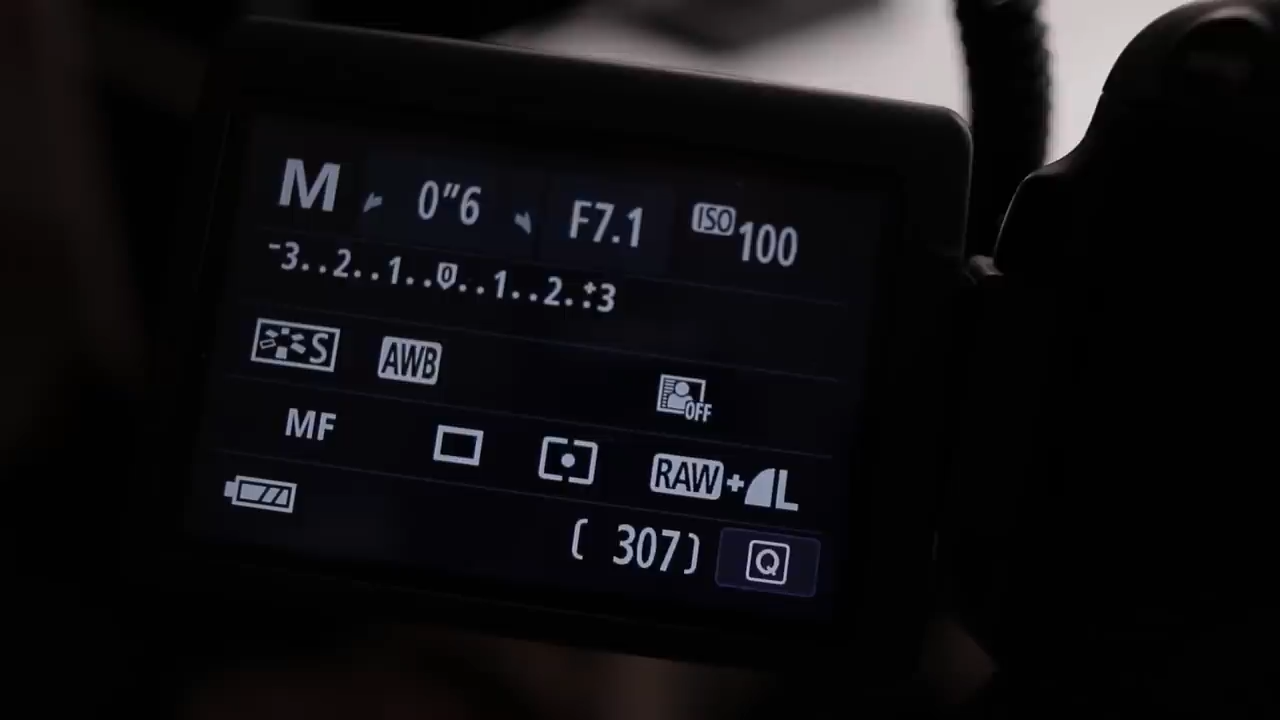 M 0"6 F7.1 ISO 100
-3..2..1..0..1..2.:+3
S AWB OFF
MF RAW+L
( 307) Q